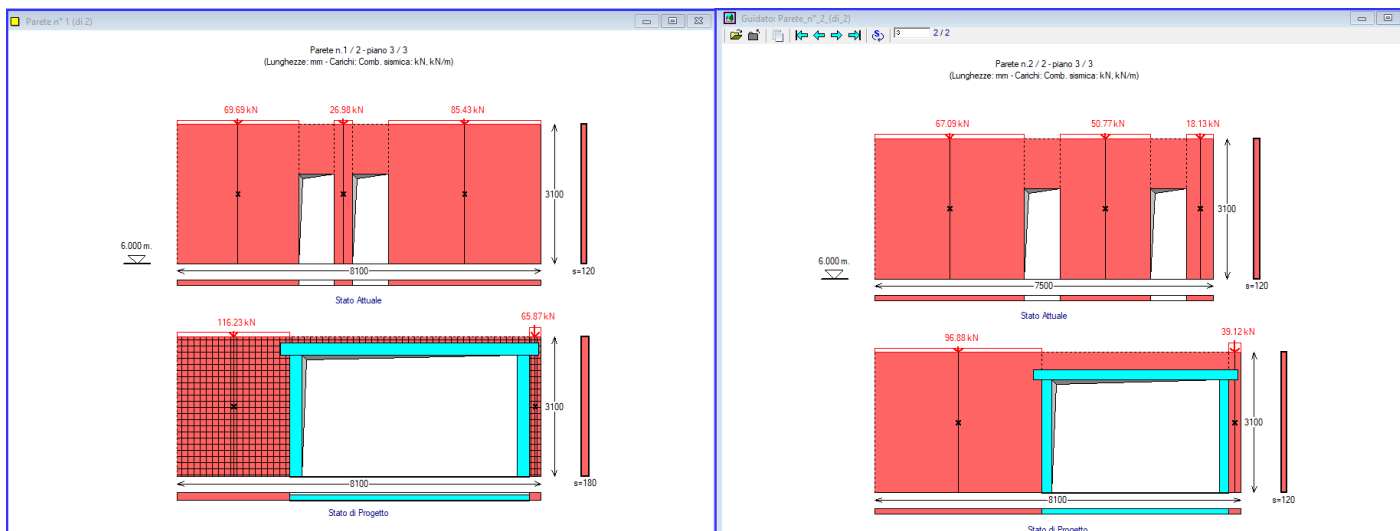 Parete n° 1 (di 2)
Parete n.1 / 2 - piano 3 / 3
(Lunghezze: mm - Carichi: Comb. sismica: kN, kN/m)
69.69 kN
26.98 kN
85.43 kN
3100
6.000 m.
8100
s=120
Stato Attuale
116.23 kN
65.87 kN
3100
8100
s=180
Stato di Progetto
Guidato: Parete_n°_2_(di_2)
S
3
2 / 2
Parete n.2 / 2 - piano 3 / 3
(Lunghezze: mm - Carichi: Comb. sismica: kN, kN/m)
67.09 kN
50.77 kN
18.13 kN
3100
6.000 m.
7500
s=120
Stato Attuale
96.88 kN
39.12 kN
3100
8100
s=120
Stato di Progetto